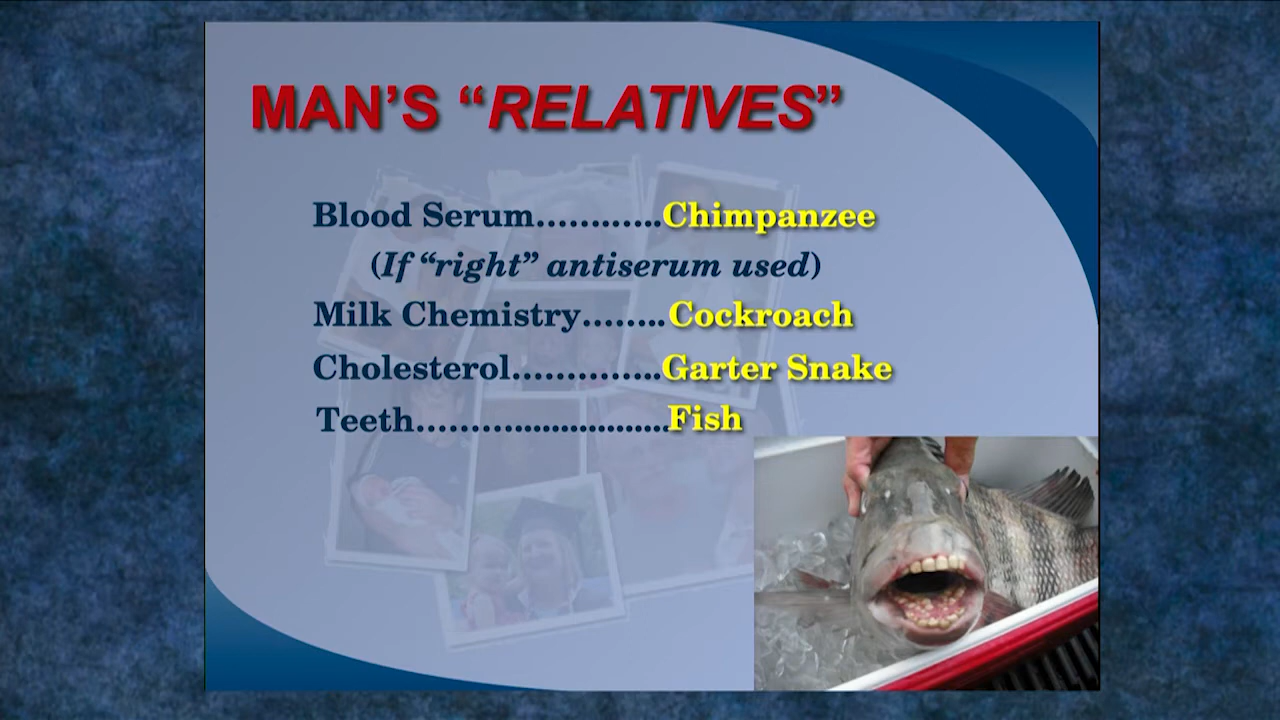 MAN’S “RELATIVES”
Blood Serum…….…..Chimpanzee
(If “right” antiserum used)
Milk Chemistry…….. Cockroach
Cholesterol…………..Garter Snake
Teeth……….................Fish